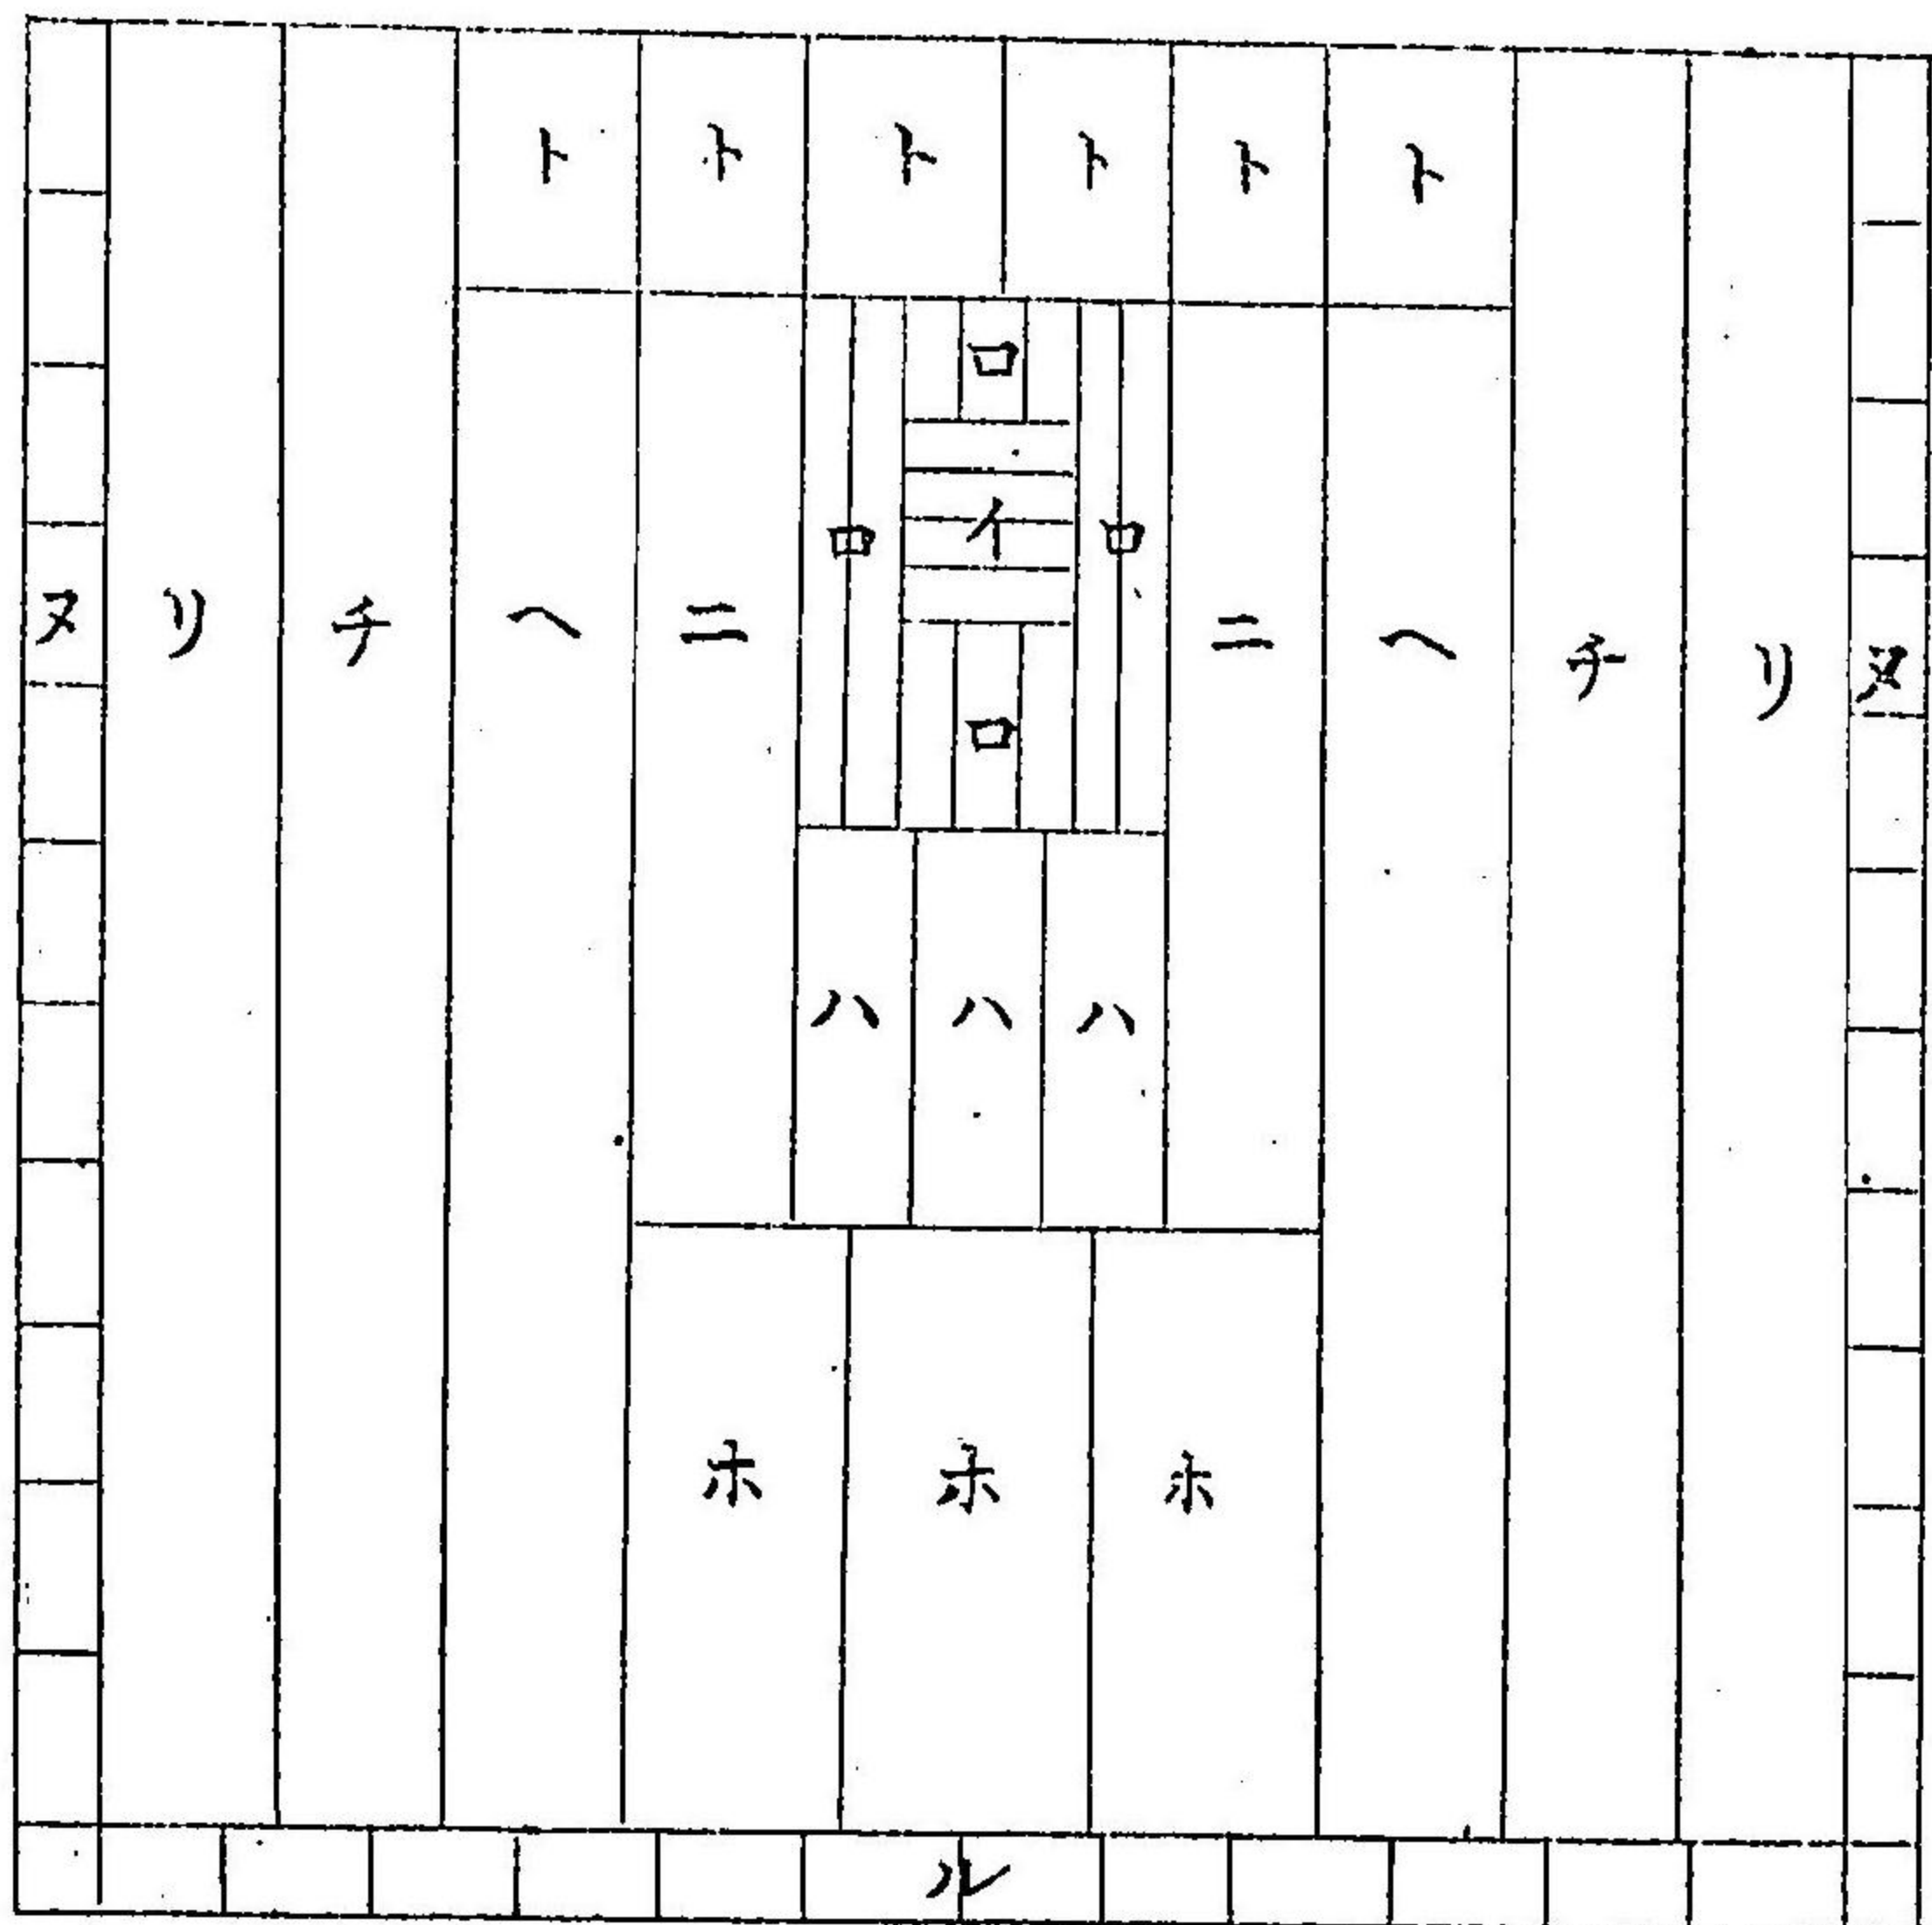 ト ト ト ト ト ト
ロ
ロ イ ロ
ヌ リ チ ヘ ニ ニ ヘ チ リ ヌ
ロ
ハ ハ ハ
ホ ホ ホ
ル